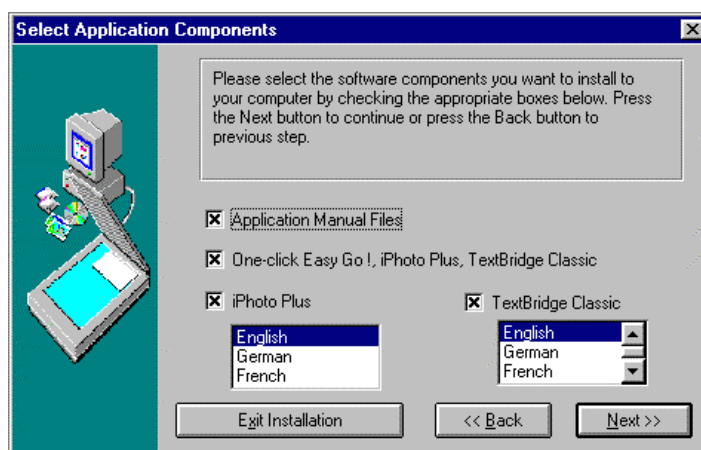 Select Application Components
Please select the software components you want to install to
your computer by checking the appropriate boxes below. Press
the Next button to continue or press the Back button to
previous step.
Application Manual Files
One-click Easy Go !, iPhoto Plus, TextBridge Classic
iPhoto Plus
English
German
French
TextBridge Classic
English
German
French
Exit Installation
<< Back
Next >>